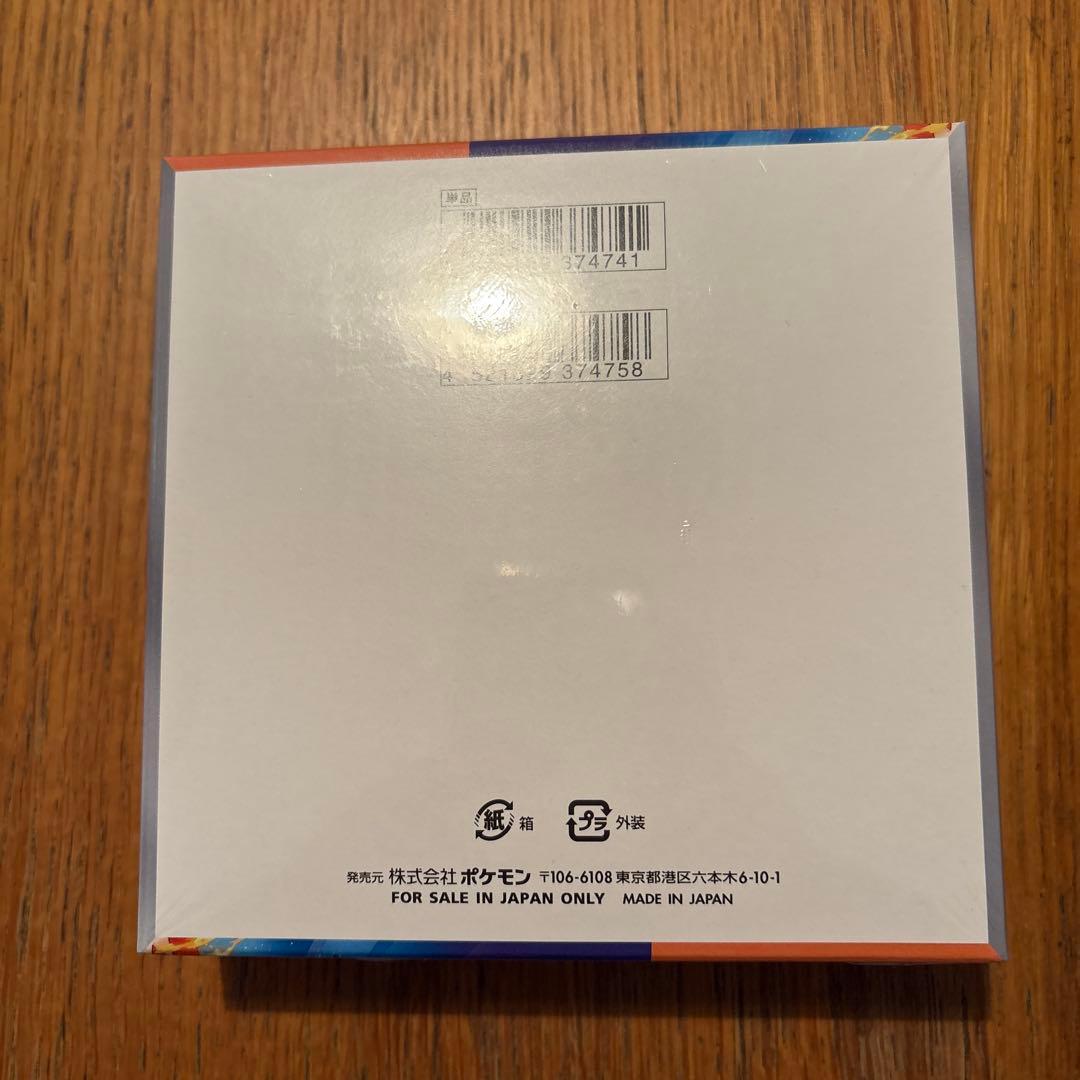 単品
374741
374758
紙 箱
プラ 外装
発売元 株式会社ポケモン 〒106-6108 東京都港区六本木6-10-1
FOR SALE IN JAPAN ONLY MADE IN JAPAN